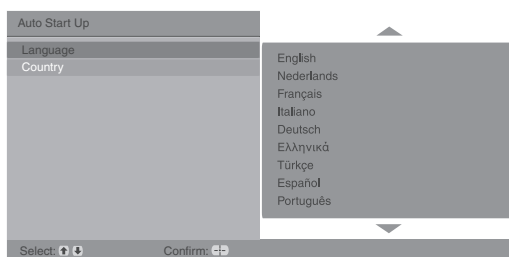 Auto Start Up
Language
Country
English
Nederlands
Français
Italiano
Deutsch
Ελληνικά
Türkçe
Español
Português
Select:
Confirm: